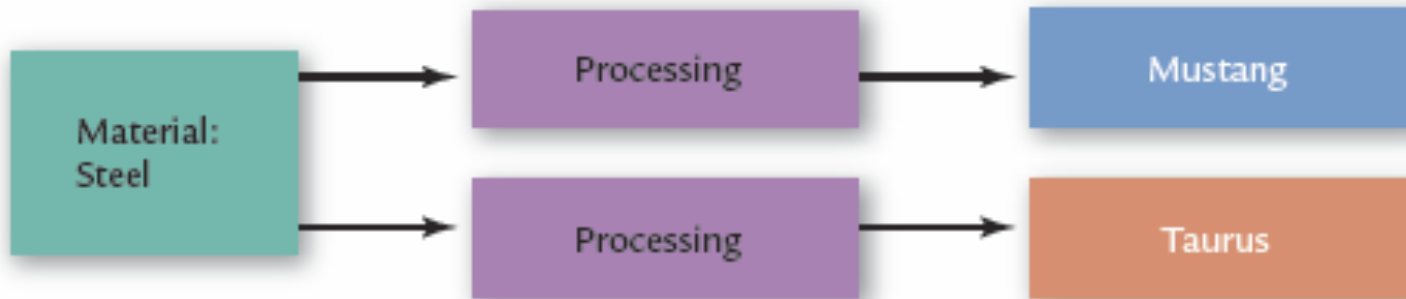 Material:
Steel
Processing
Mustang
Processing
Taurus